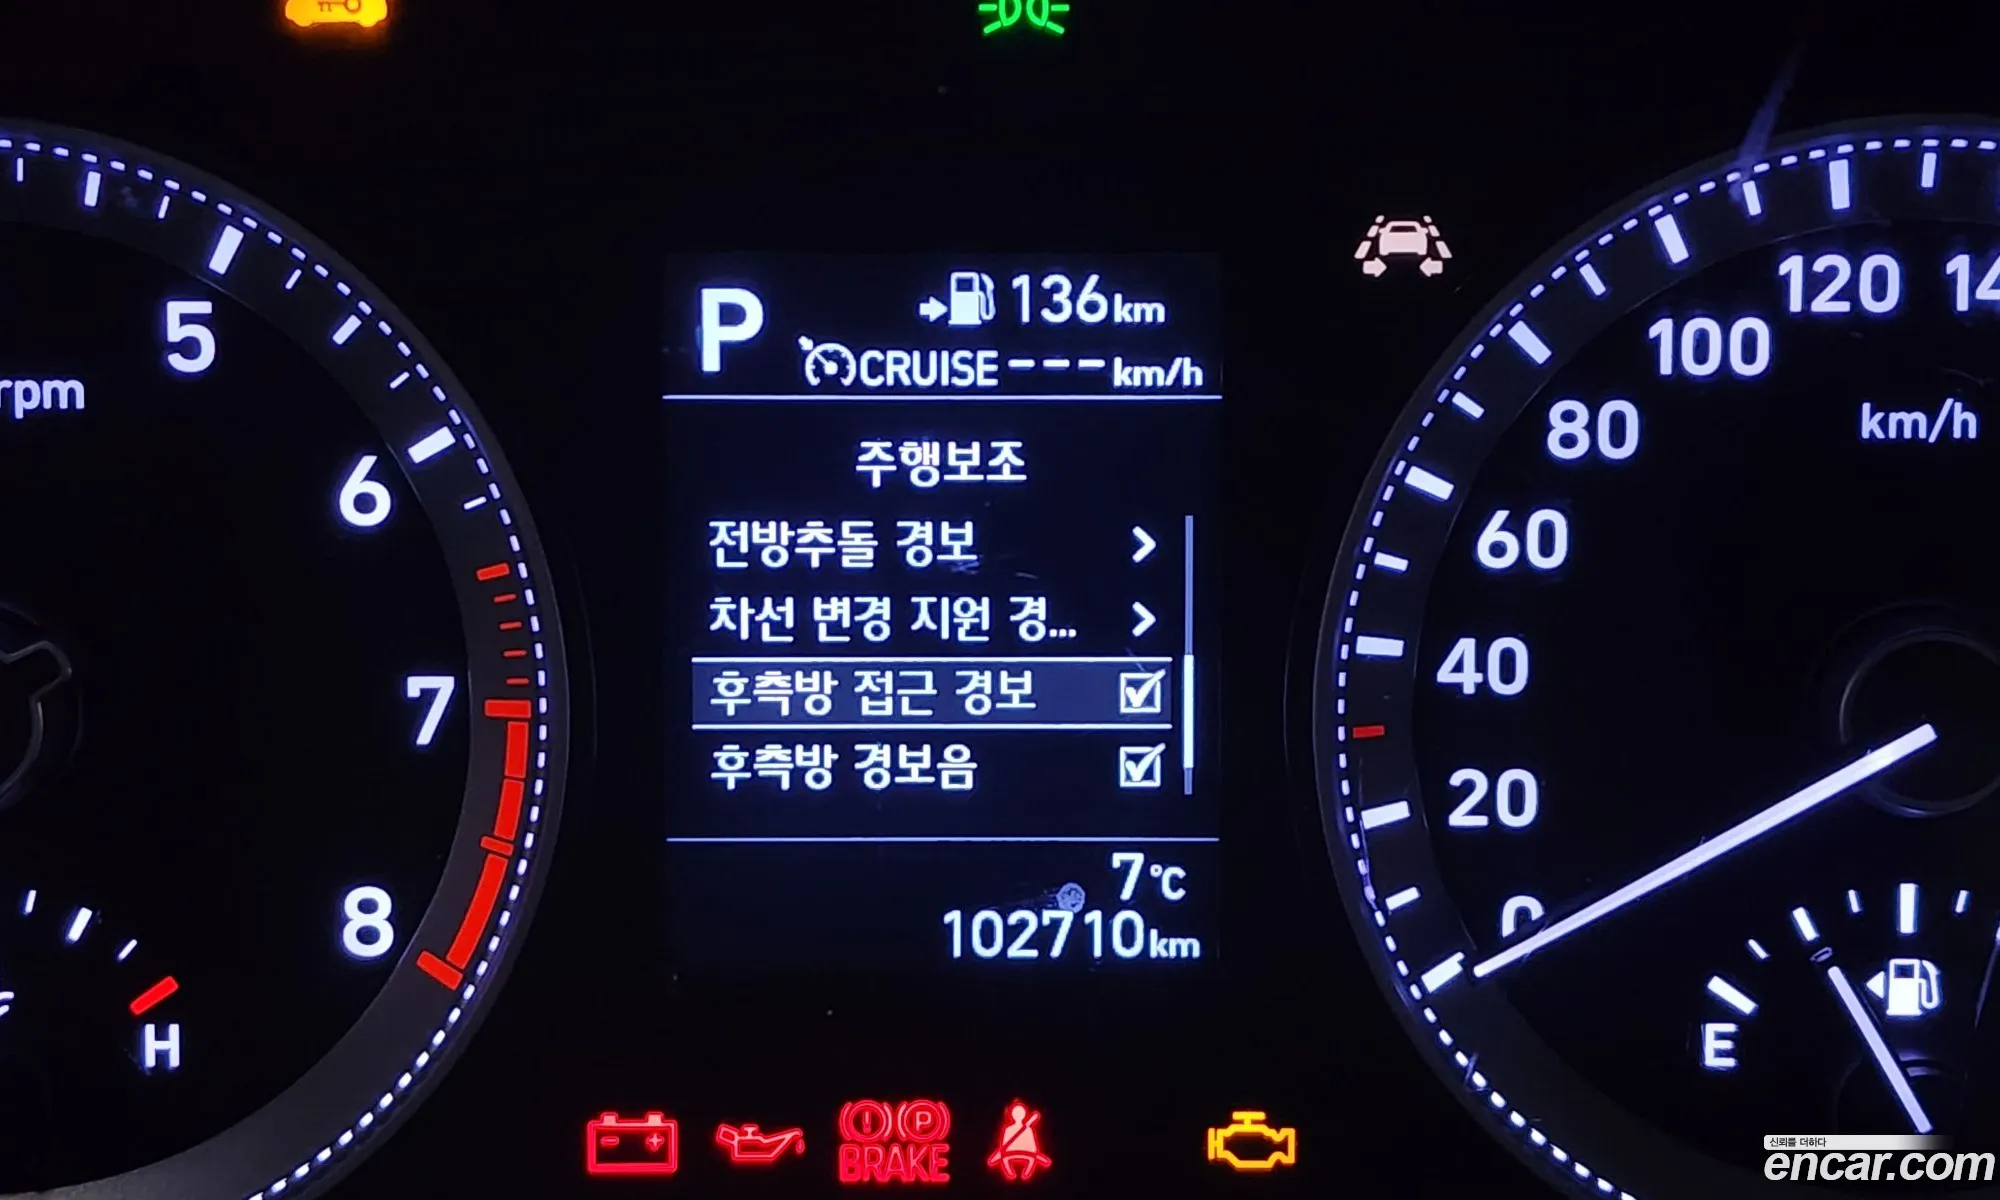 P
136km
CRUISE---km/h
주행보조
전방추돌 경보
차선 변경 지원 경...
후측방 접근 경보
후측방 경보음
7℃
102710km
5
rpm
6
7
8
H
120
14
100
80
km/h
60
40
20
0
E
P
BRAKE
신뢰를 더하다
encar.com